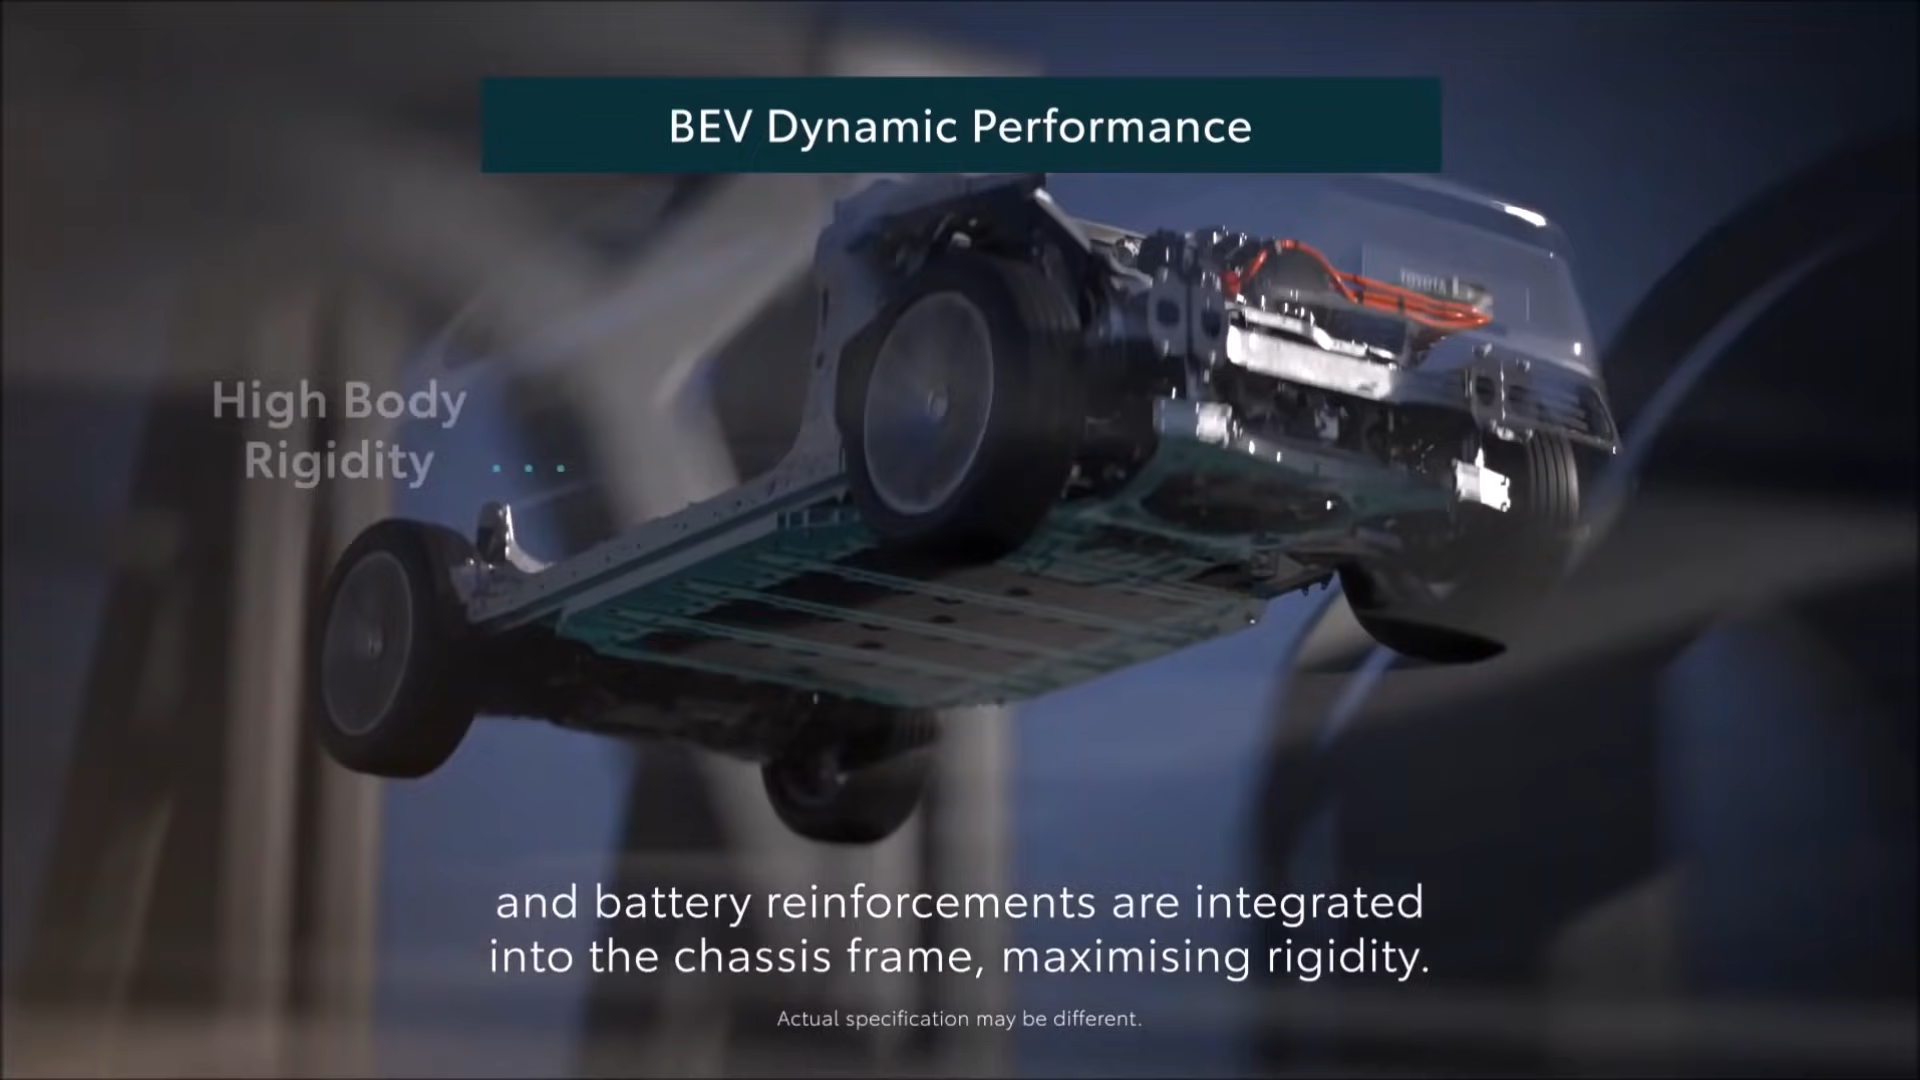 BEV Dynamic Performance
TOYOTA
High Body
Rigidity
...
and battery reinforcements are integrated
into the chassis frame, maximising rigidity.
Actual specification may be different.